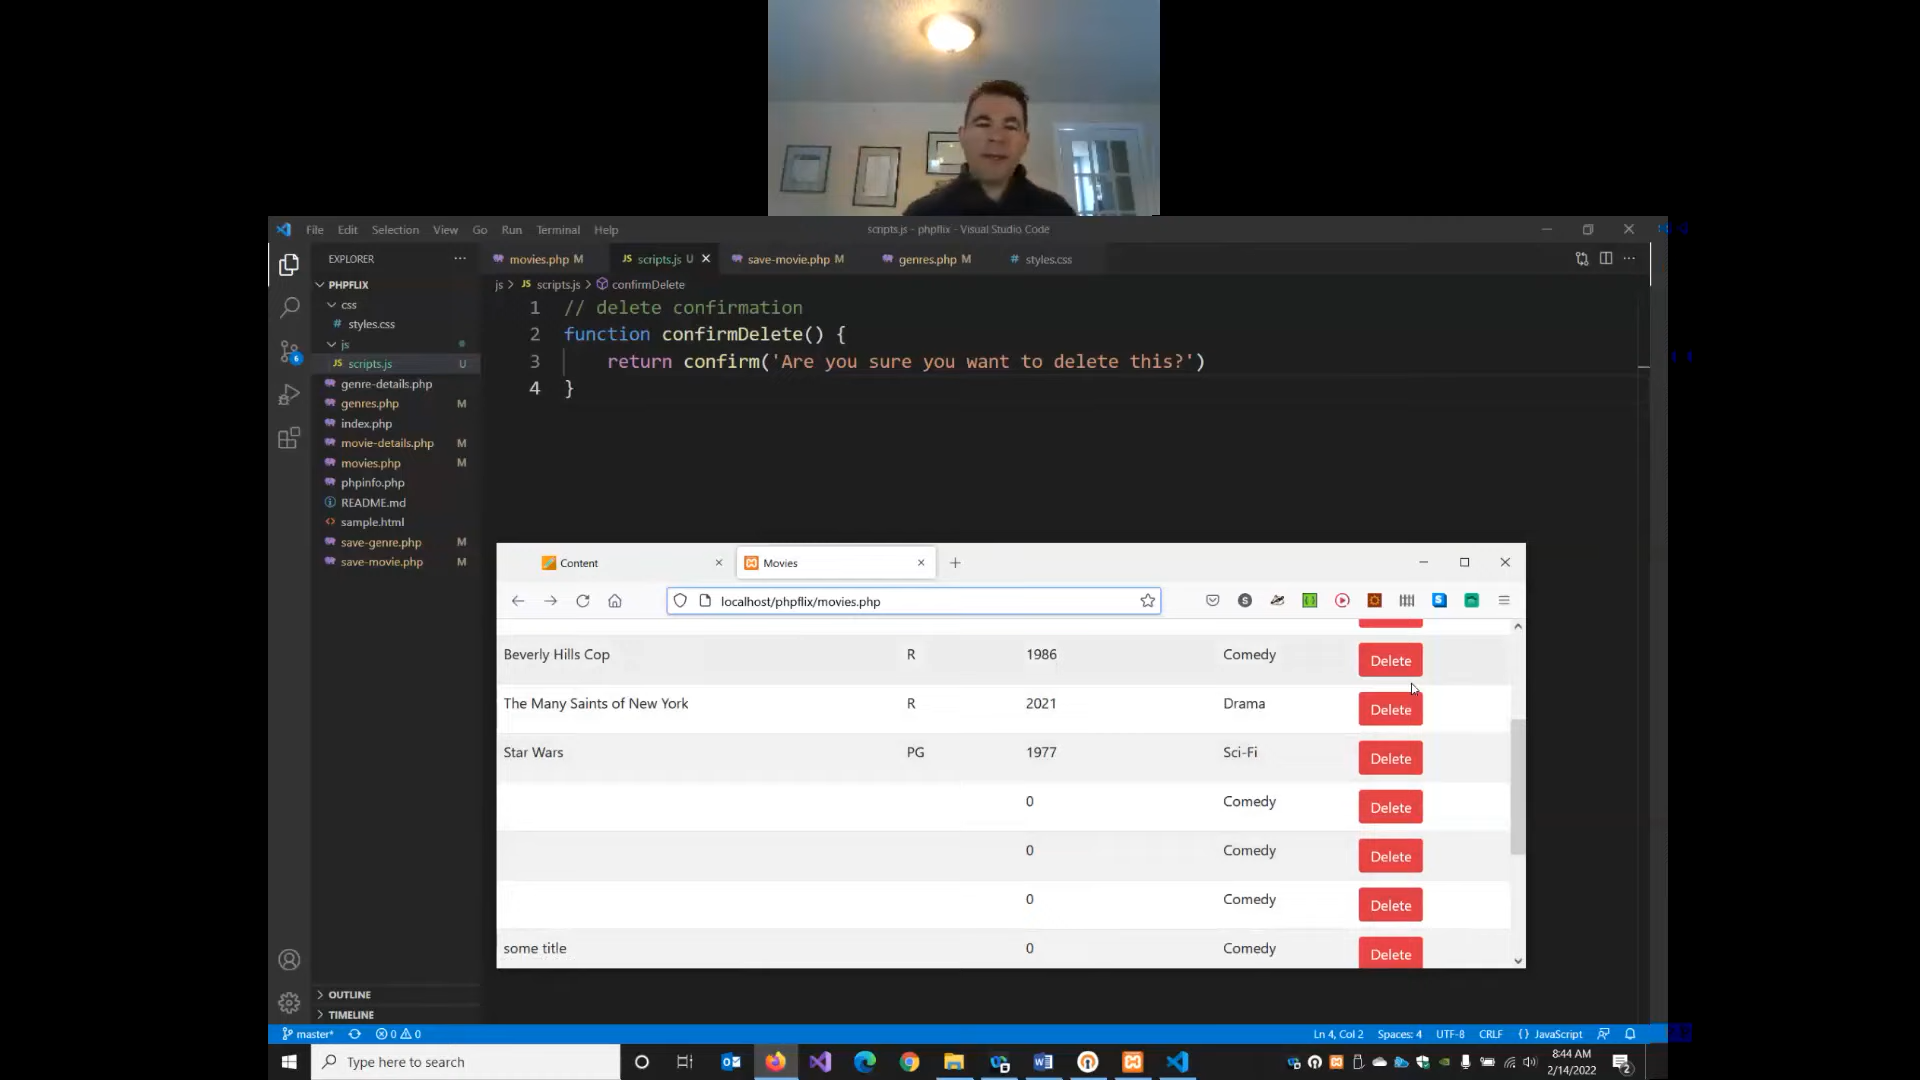 File Edit Selection View Go Run Terminal Help
scripts.js - phpflix - Visual Studio Code
EXPLORER
movies.php M
JS scripts.js U
save-movie.php M
genres.php M
# styles.css
PHPFLIX
css
# styles.css
js
JS scripts.js U
genre-details.php
genres.php M
index.php
movie-details.php M
movies.php M
phpinfo.php
README.md
sample.html
save-genre.php M
save-movie.php M
OUTLINE
TIMELINE
js > JS scripts.js > confirmDelete
1 // delete confirmation
2 function confirmDelete() {
3 return confirm('Are you sure you want to delete this?')
4 }
Content
Movies
localhost/phpflix/movies.php
Beverly Hills Cop R 1986 Comedy Delete
The Many Saints of New York R 2021 Drama Delete
Star Wars PG 1977 Sci-Fi Delete
0 Comedy Delete
0 Comedy Delete
0 Comedy Delete
some title 0 Comedy Delete
6
master* 0 0
Ln 4, Col 2 Spaces: 4 UTF-8 CRLF {} JavaScript
Type here to search
8:44 AM
2/14/2022
2